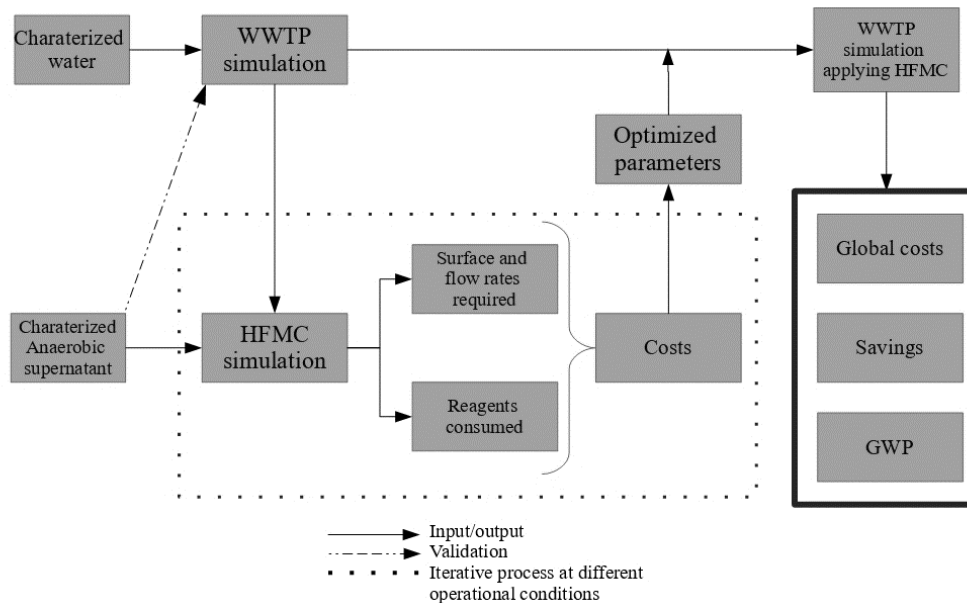 Charaterized
water
WWTP
simulation
WWTP
simulation
applying HFMC
Optimized
parameters
Global costs
Surface and
flow rates
required
Charaterized
Anaerobic
supernatant
HFMC
simulation
Costs
Savings
Reagents
consumed
GWP
Input/output
Validation
Iterative process at different
operational conditions